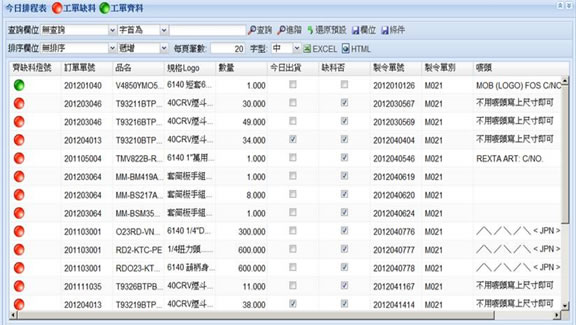 今日排程表 工單缺料 工單齊料
查詢欄位 無查詢 字首為 查詢 進階 還原預設 欄位 條件
排序欄位 無排序 遞增 每頁筆數: 20 字型: 中 EXCEL HTML
齊缺料燈號 訂單單號 品名 規格Logo 數量 今日出貨 缺料否 製令單號 製令單別 嘜頭
201201040 V4850YMO5... 6140 短套6... 1.000 2012010126 M021 MOB (LOGO) FOS C/NO
201203046 T93211BTP... 40CRV煙斗... 30.000 2012030567 M021 不用嘜頭寫上尺寸即可
201203046 T93216BTP... 40CRV煙斗... 49.000 2012030569 M021 不用嘜頭寫上尺寸即可
201204013 T93210BTP... 40CRV煙斗... 34.000 2012040404 M021 不用嘜頭寫上尺寸即可
201105004 TMV822B-R... 6140 1"萬用... 1.000 2012040546 M021 REXTA ART: C/NO.
201203064 MM-BM419A... 套筒板手組... 1.000 2012040619 M021
201203064 MM-BS217A... 套筒板手組... 8.000 2012040620 M021
201203064 MM-BSM35... 套筒板手組... 1.000 2012040624 M021
201103001 O23RD-VN... 6140 1/4"D... 300.000 2012040776 M021 ／＼／＼／＼ < JPN >
201103001 RD2-KTC-PE 1/4扭力頭...... 600.000 2012040777 M021 ／＼／＼／＼ < JPN >
201103001 RDO23-KT... 6140 葫柄身... 600.000 2012040778 M021 ／＼／＼／＼ < JPN >
201111035 T9326BTPB... 40CRV煙斗... 11.000 2012041167 M021 不用嘜頭寫上尺寸即可
201204013 T93219BTP... 40CRV煙斗... 38.000 2012041414 M021 不用嘜頭寫上尺寸即可